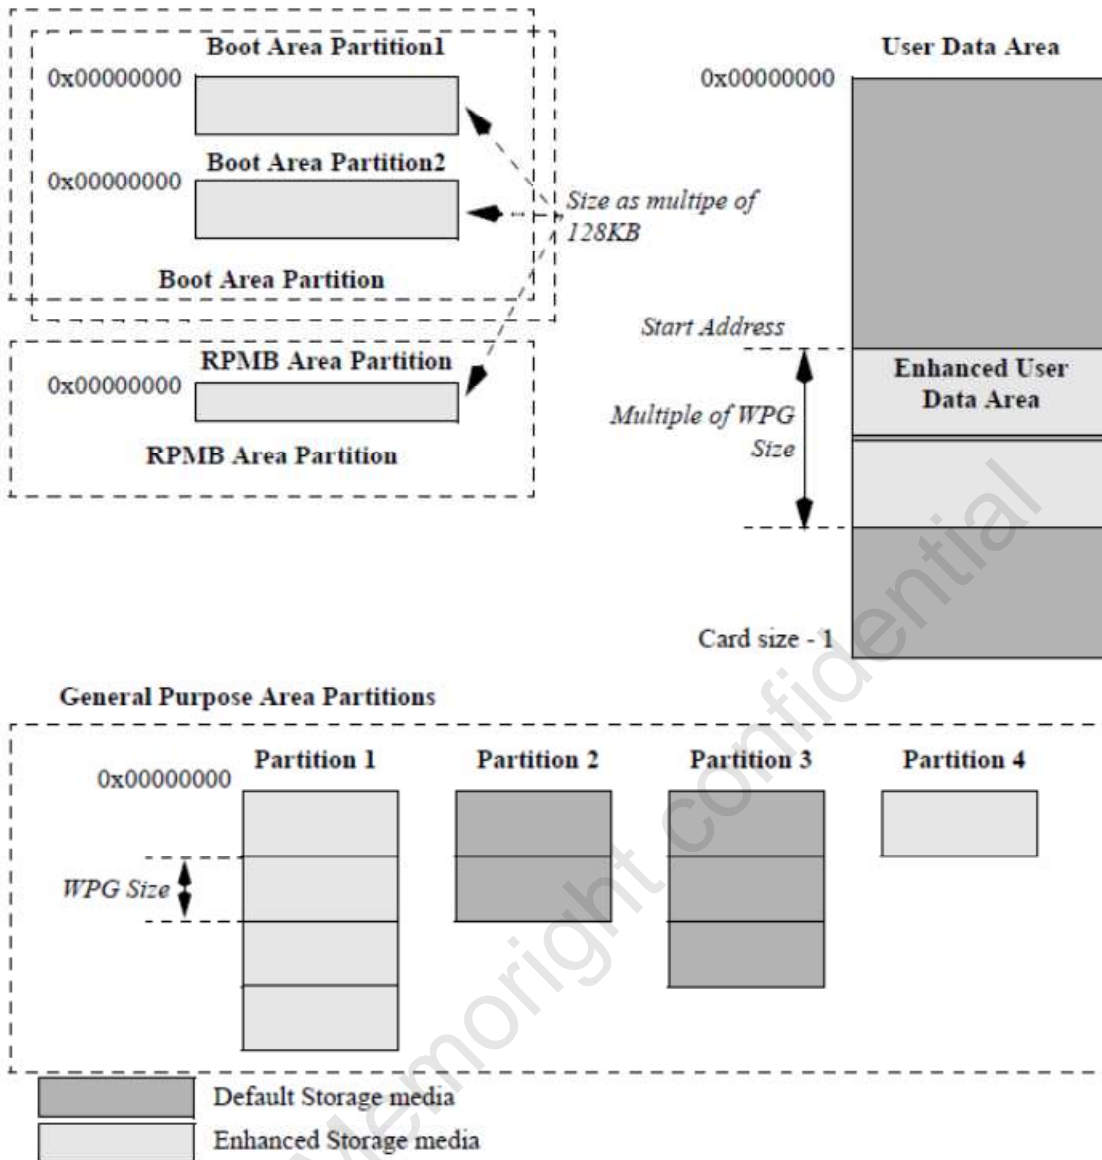 Boot Area Partition1
0x00000000
Boot Area Partition2
0x00000000
Size as multipe of
128KB
Boot Area Partition
RPMB Area Partition
0x00000000
RPMB Area Partition
User Data Area
0x00000000
Start Address
Enhanced User
Data Area
Multiple of WPG
Size
Card size - 1
General Purpose Area Partitions
Partition 1
Partition 2
Partition 3
Partition 4
0x00000000
WPG Size
Default Storage media
Enhanced Storage media
Memoright confidential